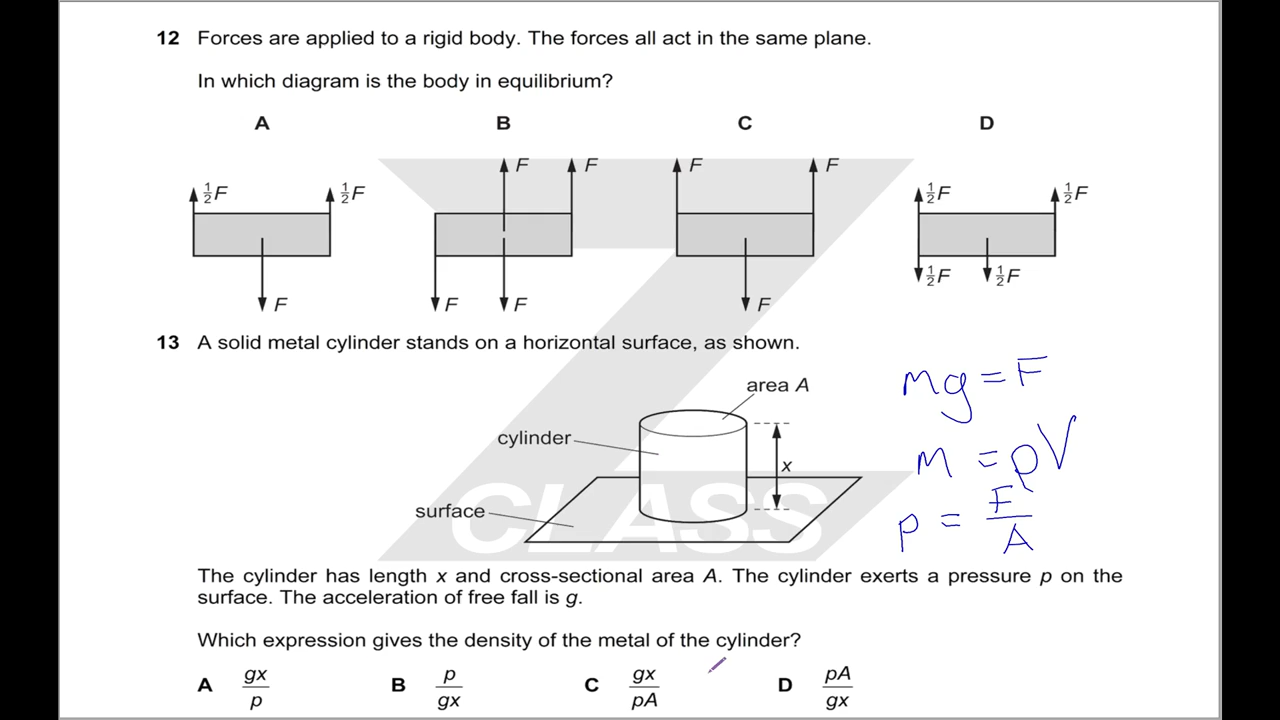 12 Forces are applied to a rigid body. The forces all act in the same plane.
In which diagram is the body in equilibrium?
A B C D
F F F F
½F ½F ½F ½F
F F F F ½F ½F
13 A solid metal cylinder stands on a horizontal surface, as shown.
area A
mg = F
cylinder
m = ρV
x
surface
CLASS
p = F/A
The cylinder has length x and cross-sectional area A. The cylinder exerts a pressure p on the
surface. The acceleration of free fall is g.
Which expression gives the density of the metal of the cylinder?
A gx/p B p/gx C gx/pA D pA/gx